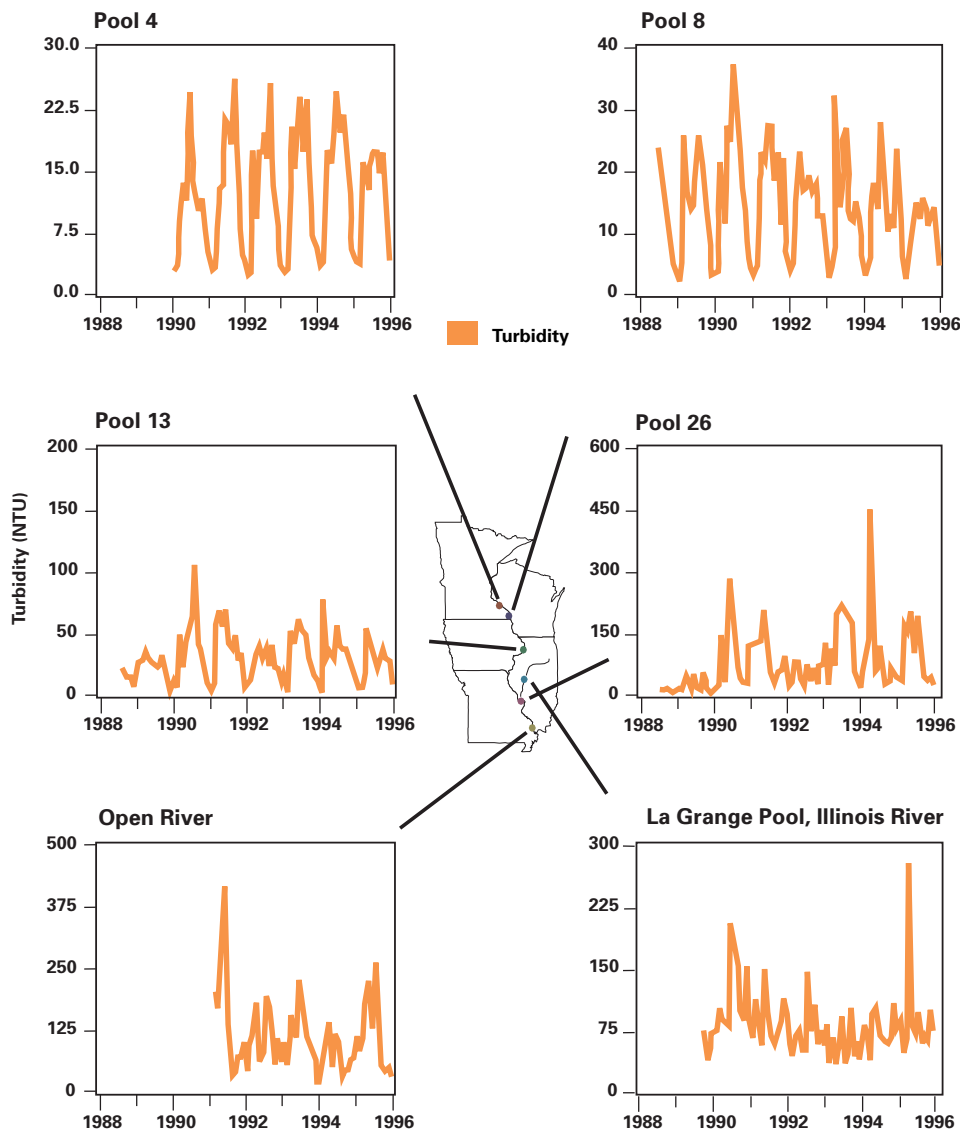 Pool 4
30.0
22.5
15.0
7.5
0.0
1988 1990 1992 1994 1996
Pool 8
40
30
20
10
0
1988 1990 1992 1994 1996
Turbidity
Turbidity (NTU)
Pool 13
200
150
100
50
0
1988 1990 1992 1994 1996
Pool 26
600
450
300
150
0
1988 1990 1992 1994 1996
Open River
500
375
250
125
0
1988 1990 1992 1994 1996
La Grange Pool, Illinois River
300
225
150
75
0
1988 1990 1992 1994 1996